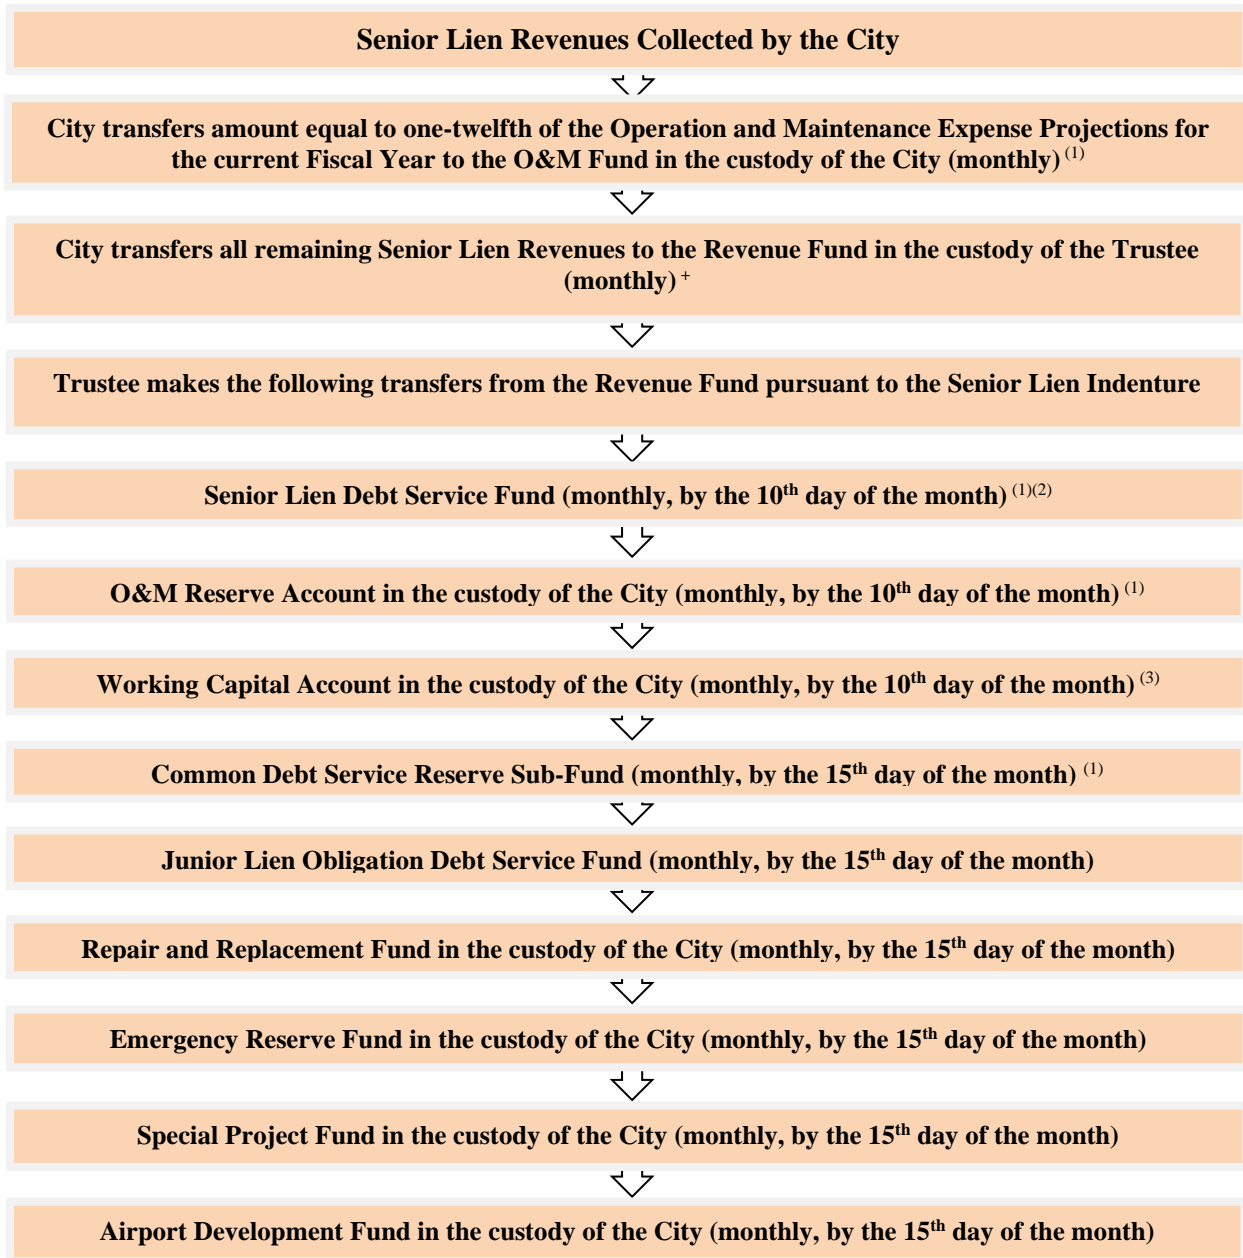 Senior Lien Revenues Collected by the City
City transfers amount equal to one-twelfth of the Operation and Maintenance Expense Projections for
the current Fiscal Year to the O&M Fund in the custody of the City (monthly) (1)
City transfers all remaining Senior Lien Revenues to the Revenue Fund in the custody of the Trustee
(monthly) +
Trustee makes the following transfers from the Revenue Fund pursuant to the Senior Lien Indenture
Senior Lien Debt Service Fund (monthly, by the 10th day of the month) (1)(2)
O&M Reserve Account in the custody of the City (monthly, by the 10th day of the month) (1)
Working Capital Account in the custody of the City (monthly, by the 10th day of the month) (3)
Common Debt Service Reserve Sub-Fund (monthly, by the 15th day of the month) (1)
Junior Lien Obligation Debt Service Fund (monthly, by the 15th day of the month)
Repair and Replacement Fund in the custody of the City (monthly, by the 15th day of the month)
Emergency Reserve Fund in the custody of the City (monthly, by the 15th day of the month)
Special Project Fund in the custody of the City (monthly, by the 15th day of the month)
Airport Development Fund in the custody of the City (monthly, by the 15th day of the month)